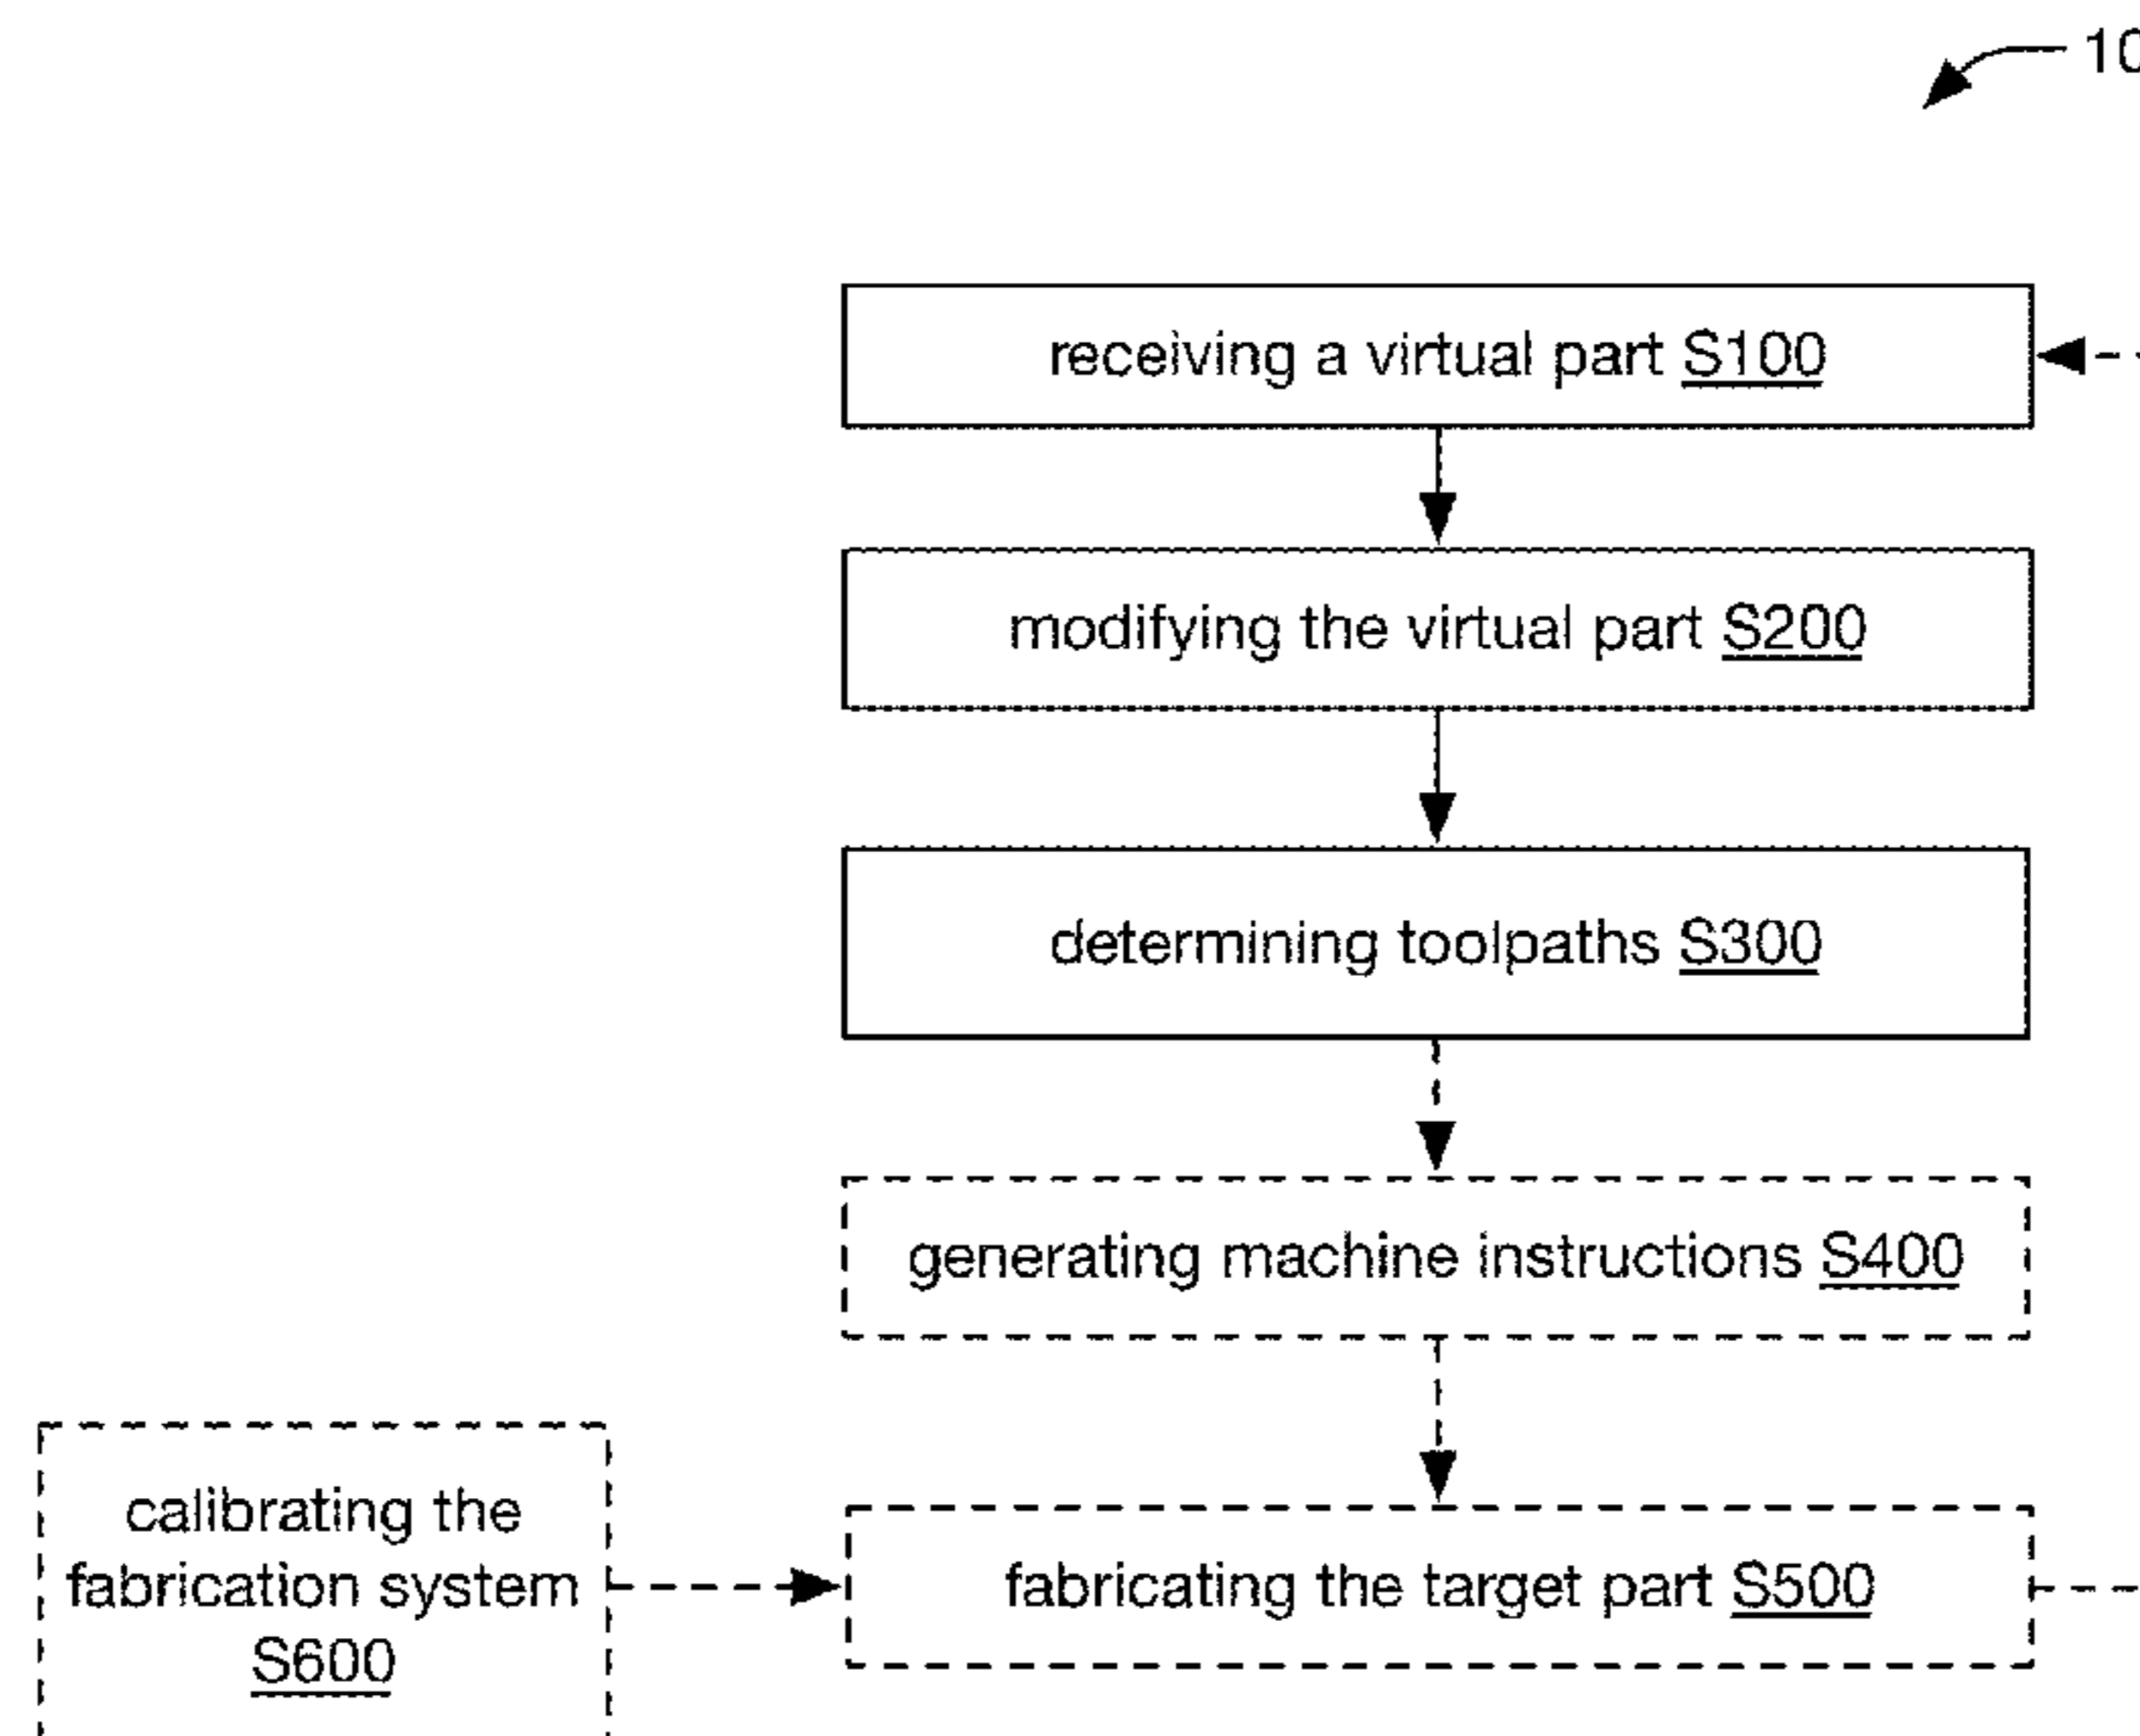 10
receiving a virtual part S100
modifying the virtual part S200
determining toolpaths S300
generating machine instructions S400
calibrating the
fabrication system
S600
fabricating the target part S500